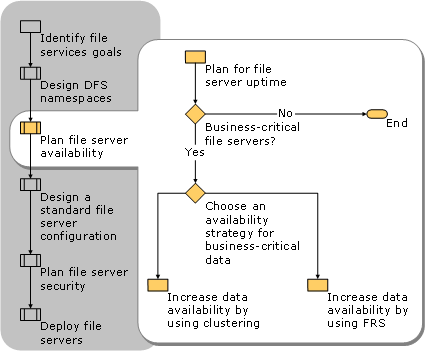 Identify file
services goals
Design DFS
namespaces
Plan file server
availability
Design a
standard file
server
configuration
Plan file server
security
Deploy file
servers
Plan for file
server uptime
No
Business-critical
file servers?
End
Yes
Choose an
availability
strategy for
business-critical
data
Increase data
availability by
using clustering
Increase data
availability by
using FRS